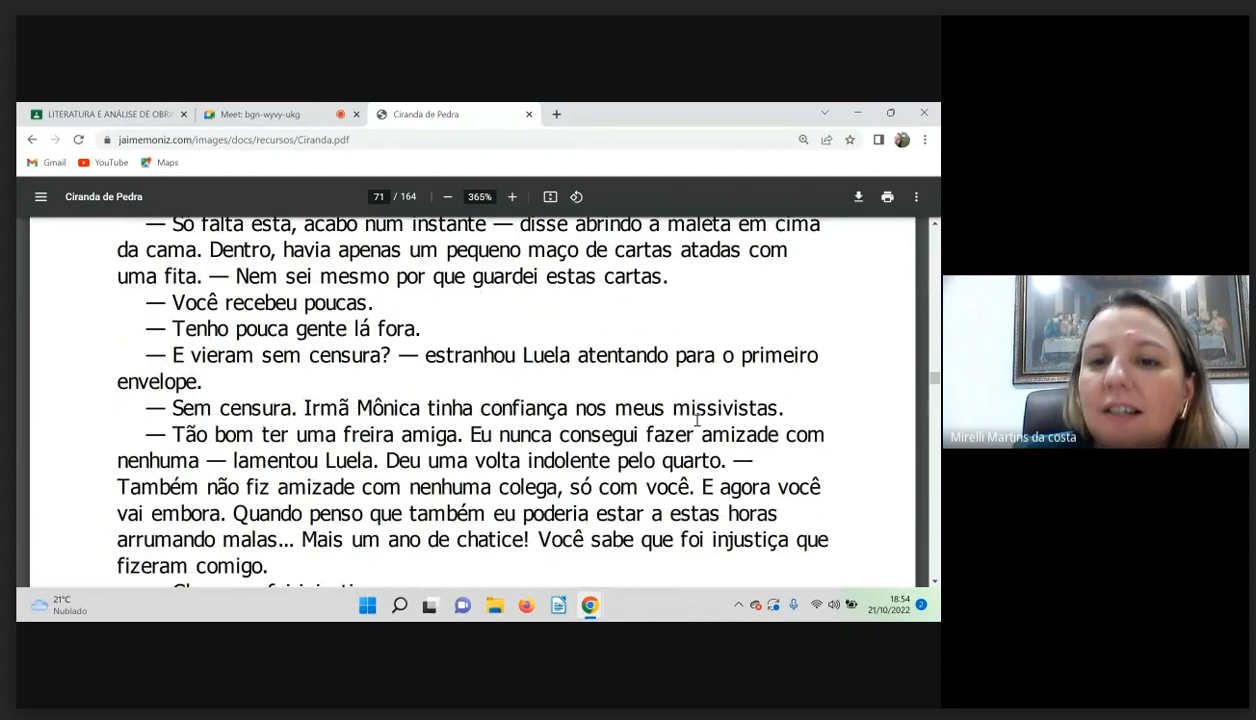 LITERATURA E ANÁLISE DE OBR
Meet: bgn-wyvy-ukg
Ciranda de Pedra
jaimemoniz.com/images/docs/recursos/Ciranda.pdf
Gmail
YouTube
Maps
Ciranda de Pedra
71 / 164
365%
— Só falta esta, acabo num instante — disse abrindo a maleta em cima
da cama. Dentro, havia apenas um pequeno maço de cartas atadas com
uma fita. — Nem sei mesmo por que guardei estas cartas.
— Você recebeu poucas.
— Tenho pouca gente lá fora.
— E vieram sem censura? — estranhou Luela atentando para o primeiro
envelope.
— Sem censura. Irmã Mônica tinha confiança nos meus missivistas.
— Tão bom ter uma freira amiga. Eu nunca consegui fazer amizade com
nenhuma — lamentou Luela. Deu uma volta indolente pelo quarto. —
Também não fiz amizade com nenhuma colega, só com você. E agora você
vai embora. Quando penso que também eu poderia estar a estas horas
arrumando malas... Mais um ano de chatice! Você sabe que foi injustiça que
fizeram comigo.
Mirelli Martins da costa
21°C
Nublado
18:54
21/10/2022
2